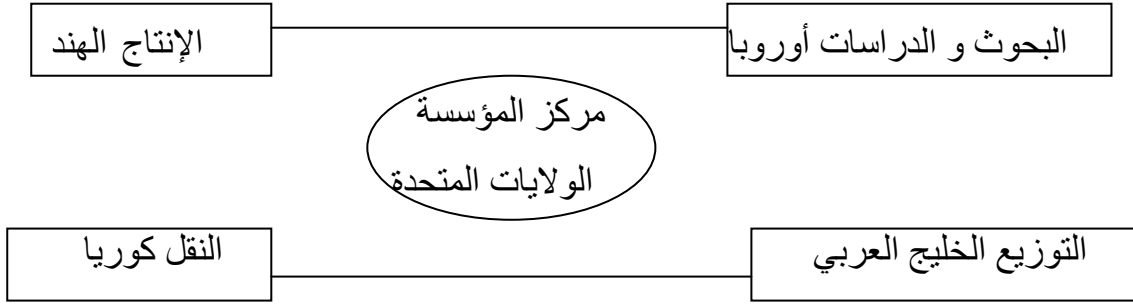 البحوث و الدراسات أوروبا
الإنتاج الهند
مركز المؤسسة
الولايات المتحدة
التوزيع الخليج العربي
النقل كوريا